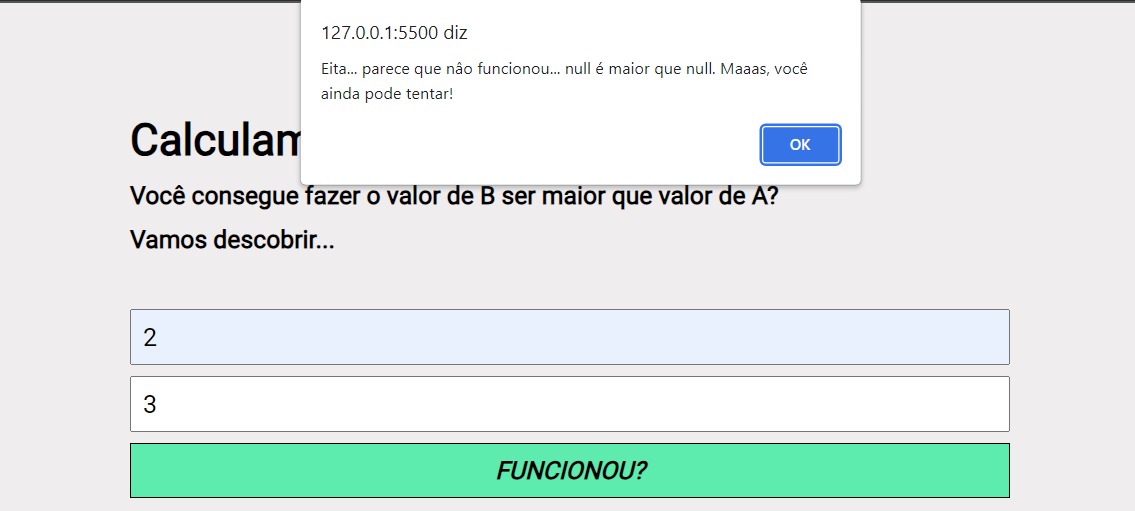 127.0.0.1:5500 diz
Eita... parece que nâo funcionou... null é maior que null. Maaas, você
ainda pode tentar!
OK
Calculam
Você consegue fazer o valor de B ser maior que valor de A?
Vamos descobrir...
2
3
FUNCIONOU?